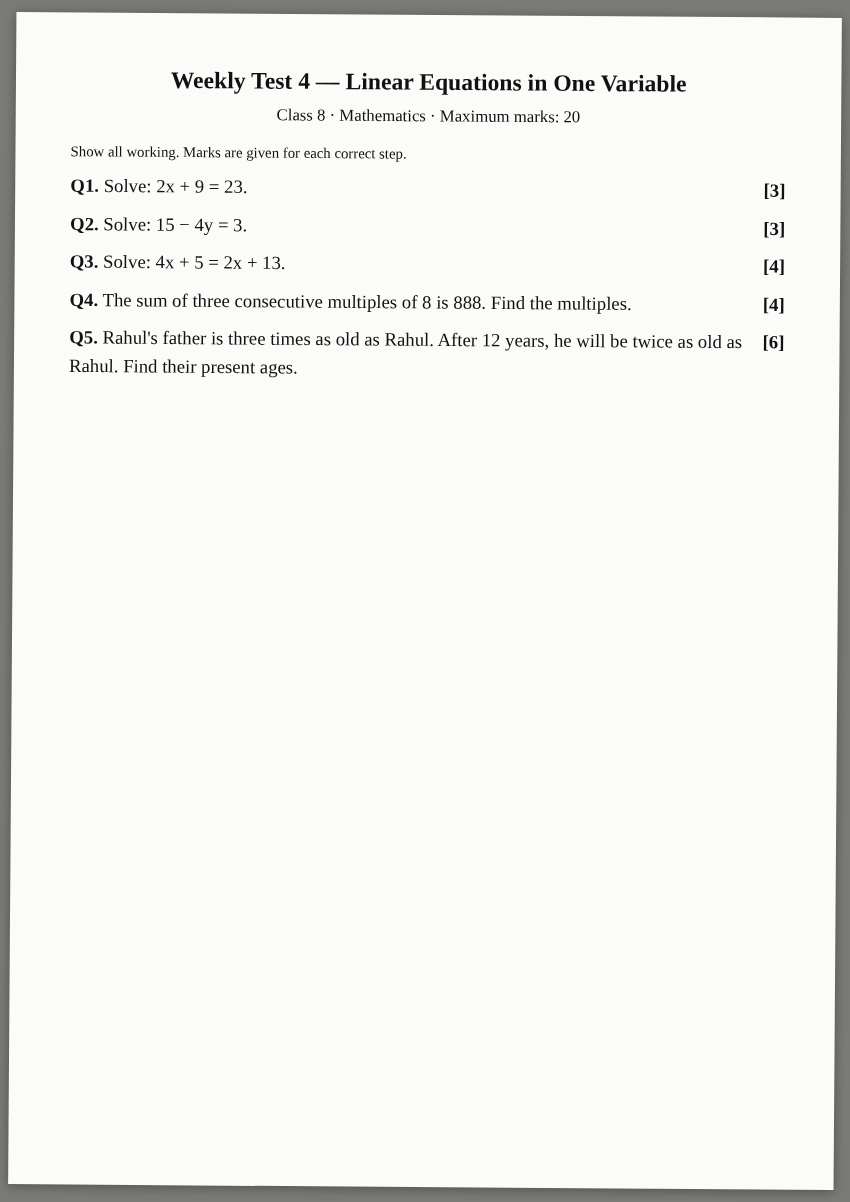 Weekly Test 4 — Linear Equations in One Variable
Class 8 · Mathematics · Maximum marks: 20
Show all working. Marks are given for each correct step.
Q1. Solve: 2x + 9 = 23. [3]
Q2. Solve: 15 − 4y = 3. [3]
Q3. Solve: 4x + 5 = 2x + 13. [4]
Q4. The sum of three consecutive multiples of 8 is 888. Find the multiples. [4]
Q5. Rahul's father is three times as old as Rahul. After 12 years, he will be twice as old as [6]
Rahul. Find their present ages.